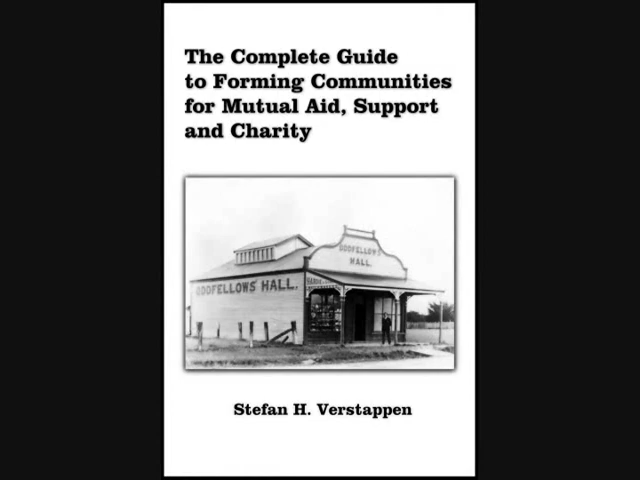 The Complete Guide
to Forming Communities
for Mutual Aid, Support
and Charity
ODDFELLOWS'
HALL.
ODDFELLOWS' HALL.
Stefan H. Verstappen